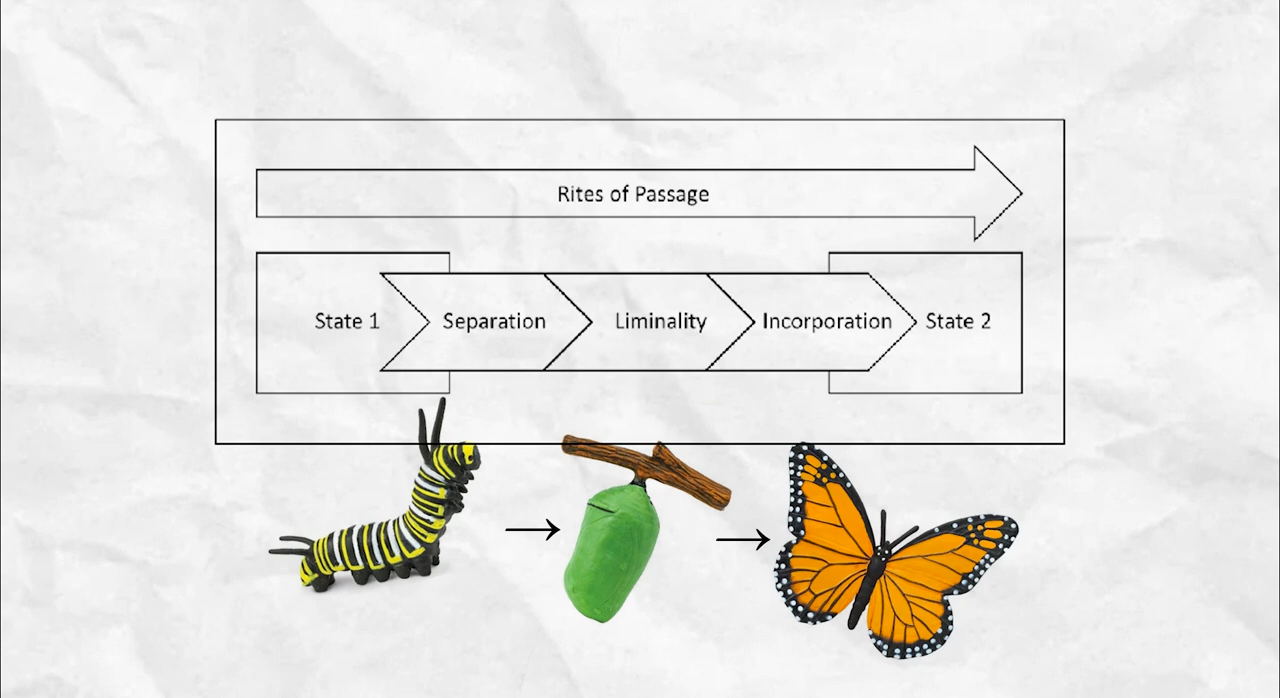 Rites of Passage
State 1
Separation
Liminality
Incorporation
State 2